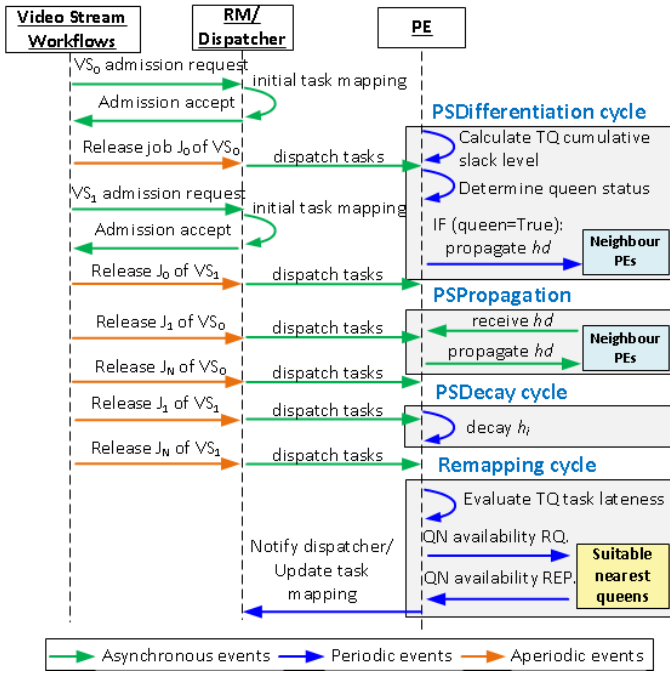 Video Stream
Workflows
RM/
Dispatcher
PE
VS₀ admission request
initial task mapping
Admission accept
PSDifferentiation cycle
Calculate TQ cumulative
slack level
Release job J₀ of VS₀
dispatch tasks
Determine queen status
VS₁ admission request
initial task mapping
Admission accept
IF (queen=True):
propagate hd
Neighbour
PEs
Release J₀ of VS₁
dispatch tasks
PSPropagation
receive hd
Release J₁ of VS₀
dispatch tasks
propagate hd
Neighbour
PEs
Release J_N of VS₀
dispatch tasks
PSDecay cycle
Release J₁ of VS₁
dispatch tasks
decay hᵢ
Release J_N of VS₁
dispatch tasks
Remapping cycle
Evaluate TQ task lateness
QN availability RQ.
Suitable
nearest
queens
QN availability REP.
Notify dispatcher/
Update task
mapping
Asynchronous events
Periodic events
Aperiodic events